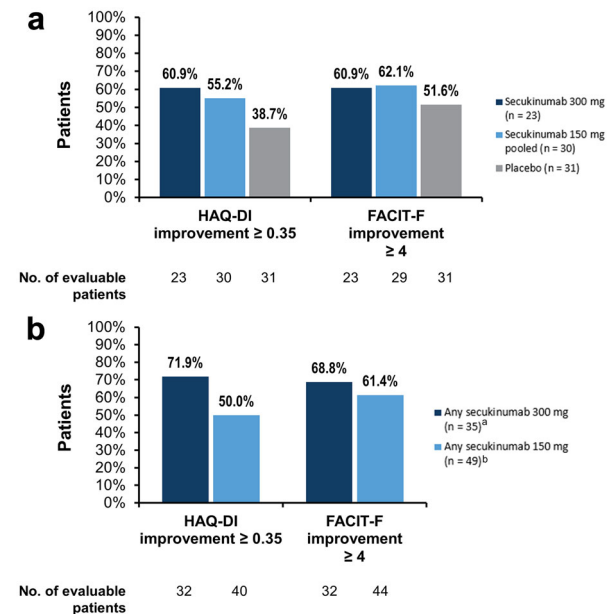 a
100%
90%
80%
70%
60%
50%
40%
30%
20%
10%
0%
Patients
60.9%
55.2%
38.7%
60.9%
62.1%
51.6%
Secukinumab 300 mg
(n = 23)
Secukinumab 150 mg
pooled (n = 30)
Placebo (n = 31)
HAQ-DI
improvement ≥ 0.35
FACIT-F
improvement
≥ 4
No. of evaluable
patients
23 30 31 23 29 31
b
100%
90%
80%
70%
60%
50%
40%
30%
20%
10%
0%
Patients
71.9%
50.0%
68.8%
61.4%
Any secukinumab 300 mg
(n = 35)a
Any secukinumab 150 mg
(n = 49)b
HAQ-DI
improvement ≥ 0.35
FACIT-F
improvement
≥ 4
No. of evaluable
patients
32 40 32 44